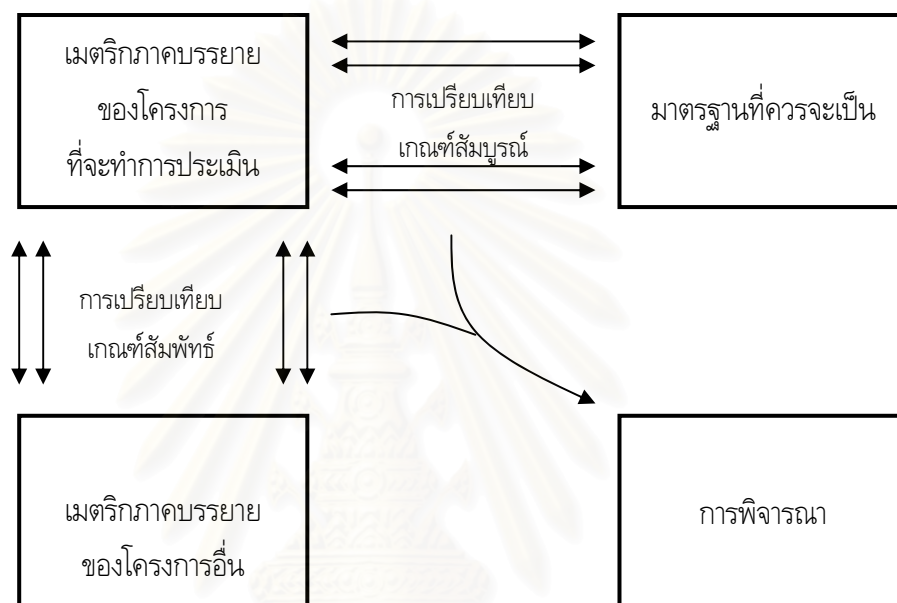 เมตริกภาคบรรยาย
ของโครงการ
ที่จะทำการประเมิน
การเปรียบเทียบ
เกณฑ์สัมบูรณ์
มาตรฐานที่ควรจะเป็น
การเปรียบเทียบ
เกณฑ์สัมพัทธ์
เมตริกภาคบรรยาย
ของโครงการอื่น
การพิจารณา